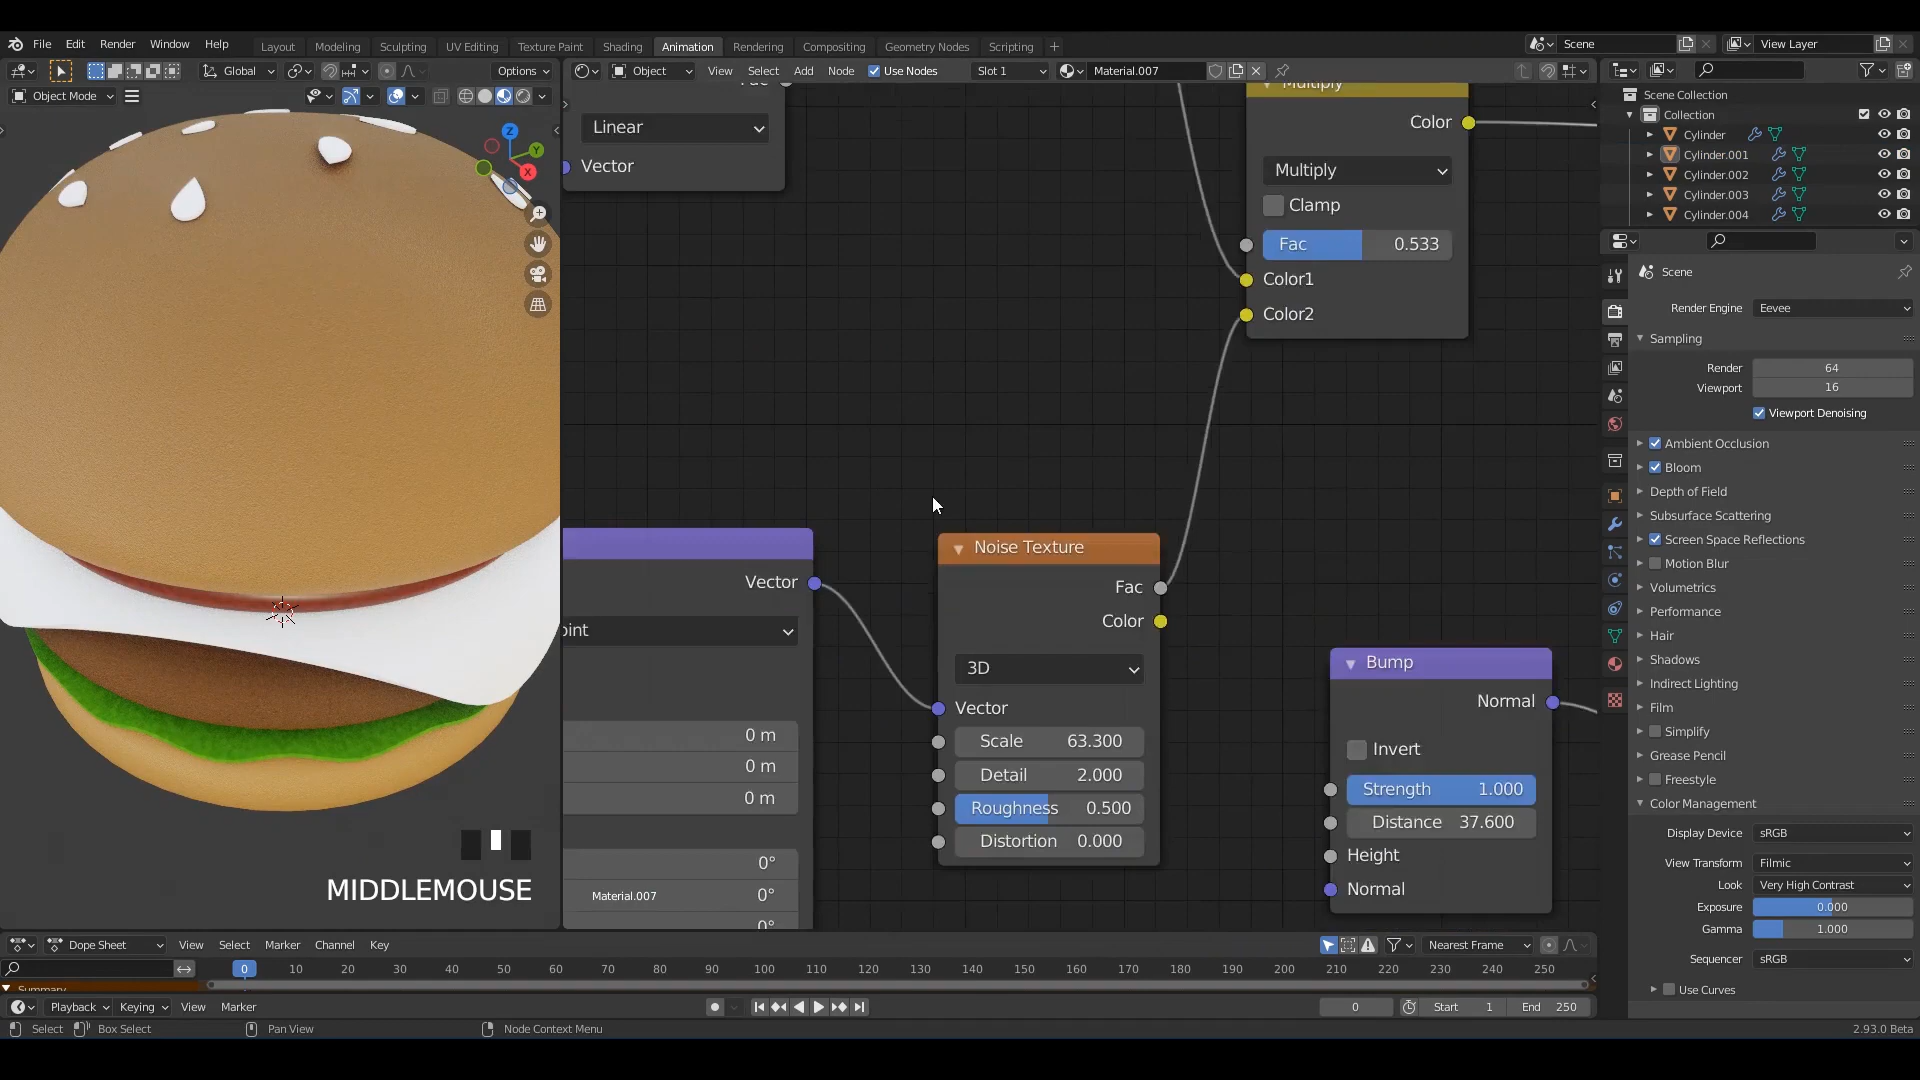 File Edit Render Window Help Layout Modeling Sculpting UV Editing Texture Paint Shading Animation Rendering Compositing Geometry Nodes Scripting + Scene View Layer
Global Options Object View Select Add Node Use Nodes Slot 1 Material.007
Object Mode
Scene Collection
Collection
Cylinder
Cylinder.001
Cylinder.002
Cylinder.003
Cylinder.004
Z
Y
X
Linear
Vector
Multiply
Color
Multiply
Clamp
Fac 0.533
Color1
Color2
Vector
oint
0 m
0 m
0 m
0°
0°
0°
Material.007
Noise Texture
Fac
Color
3D
Vector
Scale 63.300
Detail 2.000
Roughness 0.500
Distortion 0.000
Bump
Normal
Invert
Strength 1.000
Distance 37.600
Height
Normal
MIDDLEMOUSE
Scene
Render Engine Eevee
Sampling
Render 64
Viewport 16
Viewport Denoising
Ambient Occlusion
Bloom
Depth of Field
Subsurface Scattering
Screen Space Reflections
Motion Blur
Volumetrics
Performance
Hair
Shadows
Indirect Lighting
Film
Simplify
Grease Pencil
Freestyle
Color Management
Display Device sRGB
View Transform Filmic
Look Very High Contrast
Exposure 0.000
Gamma 1.000
Sequencer sRGB
Use Curves
Dope Sheet View Select Marker Channel Key Nearest Frame
0 10 20 30 40 50 60 70 80 90 100 110 120 130 140 150 160 170 180 190 200 210 220 230 240 250
Summary
Playback Keying View Marker 0 Start 1 End 250
Select Box Select Pan View Node Context Menu 2.93.0 Beta